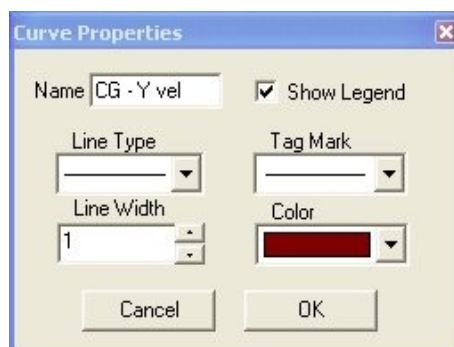 Curve Properties
Name CG - Y vel Show Legend
Line Type Tag Mark
Line Width Color
1
Cancel OK